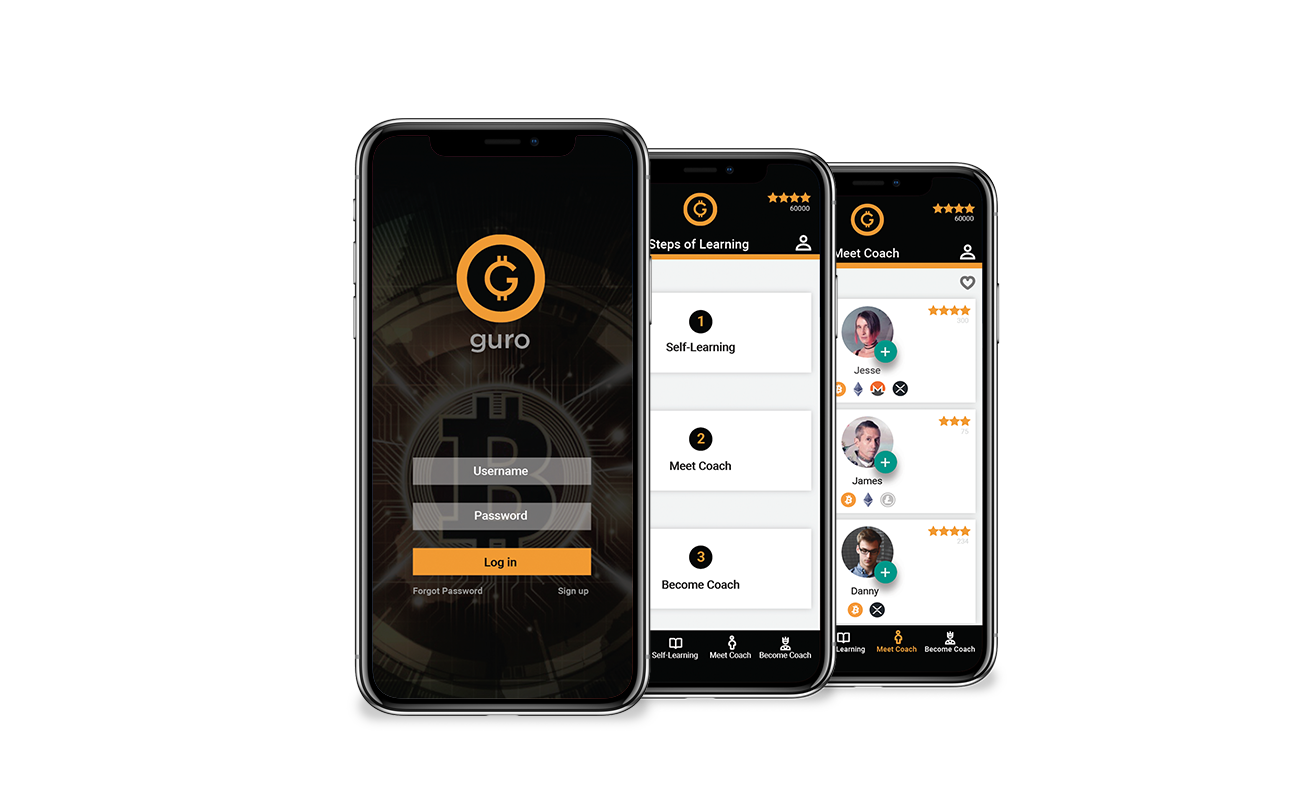 guro
Username
Password
Log in
Forgot Password
Sign up
60000
Steps of Learning
1
Self-Learning
2
Meet Coach
3
Become Coach
Self-Learning
Meet Coach
Become Coach
60000
Meet Coach
300
Jesse
75
James
224
Danny
Learning
Meet Coach
Become Coach